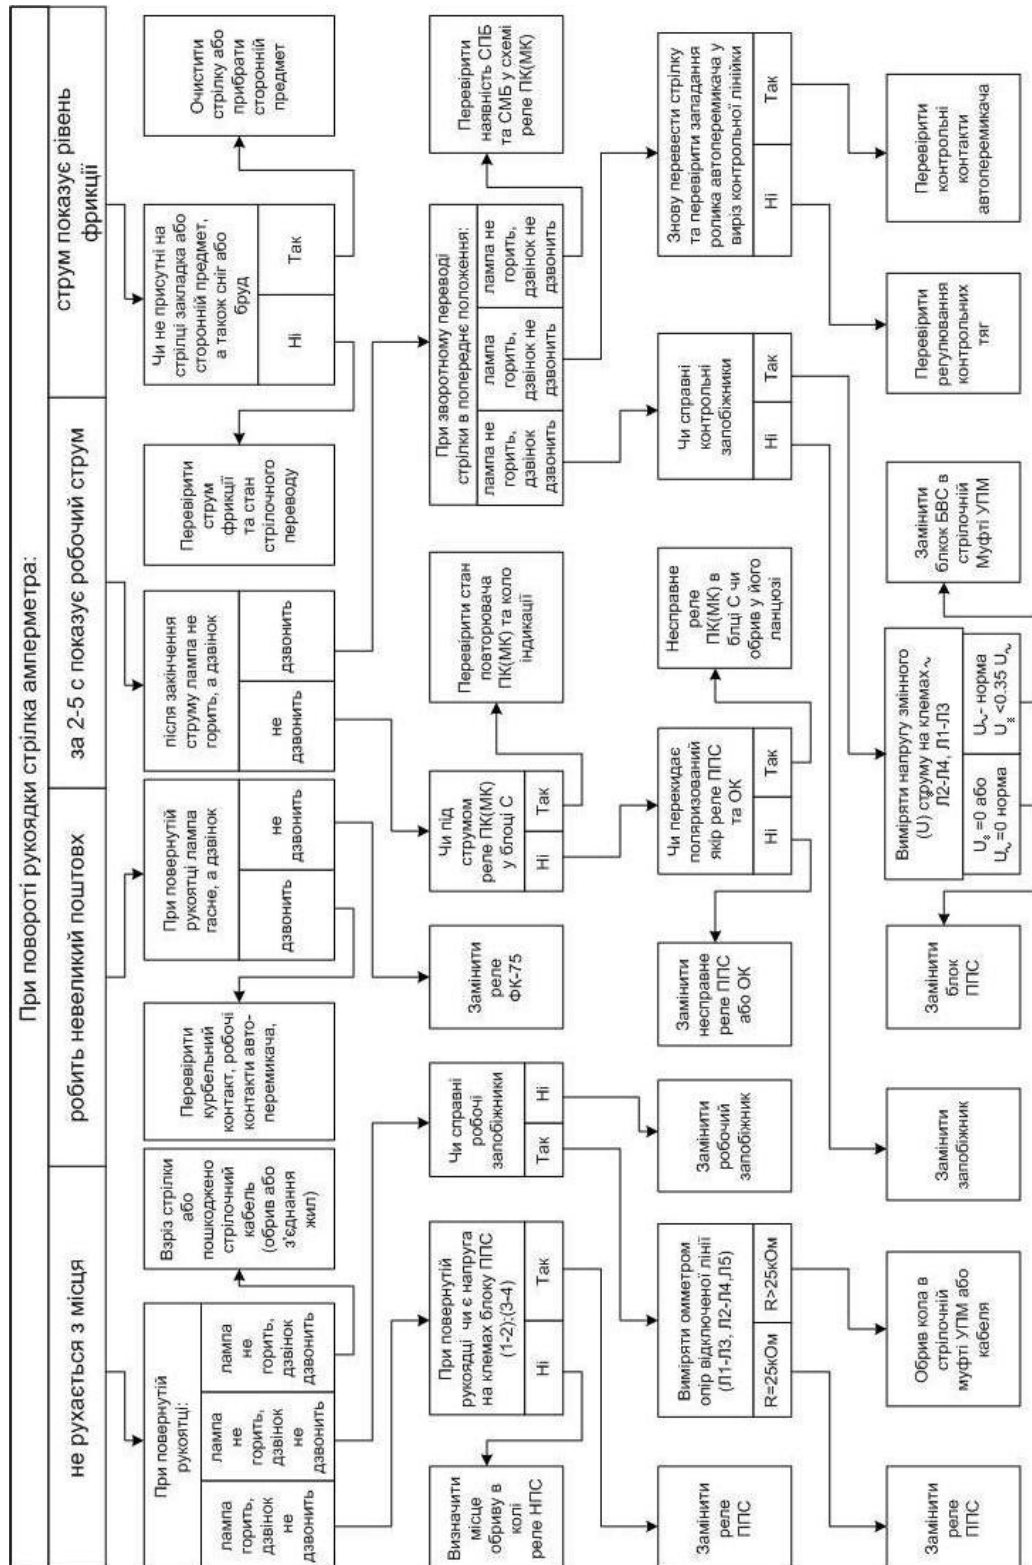 При повороті рукоядки стрілка амперметра:
не рухається з місця
робить невеликий поштовх
за 2-5 с показує робочий струм
струм показує рівень
фрикції
При повернутій
рукоятці:
лампа
горить,
дзвінок
не
дзвонить
лампа
не
горить,
дзвінок
не
дзвонить
лампа
не
горить,
дзвінок
дзвонить
Взріз стрілки
або
пошкоджено
стрілочний
кабель
(обрив або
з'єднання
жил)
Перевірити
курбельний
контакт, робочі
контакти авто-
перемикача,
При повернутій
рукоятці лампа
гасне, а дзвінок
дзвонить
не
дзвонить
після закінчення
струму лампа не
горить, а дзвінок
не
дзвонить
дзвонить
Перевірити
струм
фрикції
та стан
стрілочного
переводу
Чи не присутні на
стрілці закладка або
сторонній предмет,
а також сніг або
бруд
Ні
Так
Очистити
стрілку або
прибрати
сторонній
предмет
Визначити
місце
обриву в
колі
реле НПС
При повернутій
рукоядці чи є напруга
на клемах блоку ППС
(1-2);(3-4)
Ні
Так
Чи справні
робочі
запобіжники
Так
Ні
Замінити
реле
ФК-75
Чи під
струмом
реле ПК(МК)
у блоці С
Ні
Так
Перевірити стан
повторювача
ПК(МК) та коло
індикації
При зворотному переводі
стрілки в попереднє положення:
лампа не
горить,
дзвінок
дзвонить
лампа
горить,
дзвінок не
дзвонить
лампа не
горить,
дзвінок не
дзвонить
Перевірити
наявність СПБ
та СМБ у схемі
реле ПК(МК)
Замінити
реле
ППС
Виміряти омметром
опір відключеної лінії
(Л1-Л3, Л2-Л4,Л5)
R=25кОм
R>25кОм
Замінити
робочий
запобіжник
Замінити
несправне
реле ППС
або ОК
Чи перекидає
поляризований
якір реле ППС
та ОК
Ні
Так
Несправне
реле
ПК(МК) в
блці С чи
обрив у його
ланцюзі
Чи справні
контрольні
запобіжники
Ні
Так
Знову перевести стрілку
та перевірити западання
ролика автоперемикача у
виріз контрольної лінійки
Ні
Так
Замінити
реле
ППС
Обрив кола в
стрілочній
муфті УПМ або
кабеля
Замінити
запобіжник
Замінити
блок
ППС
Виміряти напругу змінного
(U) струму на клемах ~
Л2-Л4, Л1-Л3
=0 або
U~=0 норма
U~- норма
<0.35 U~
Замінити
блкок БВС в
стрілочній
Муфті УПМ
Перевірити
регулювання
контрольних
тяг
Перевірити
контрольні
контакти
автоперемикача